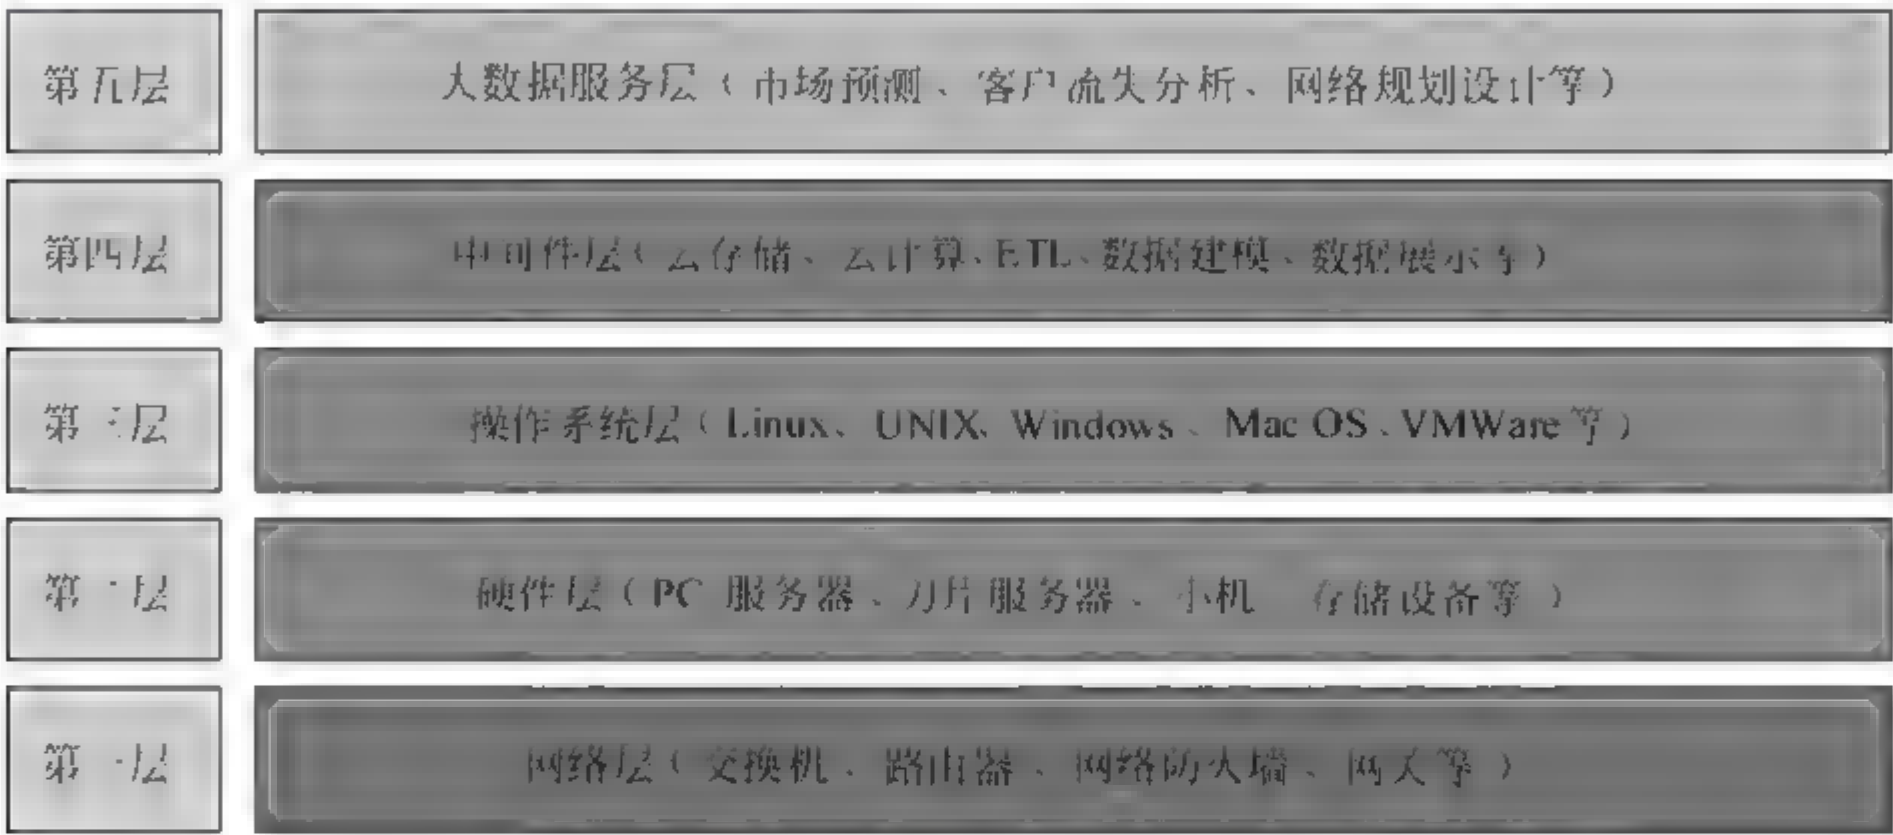 第五层
大数据服务层（市场预测、客户流失分析、网络规划设计等）
第四层
中间件层（云存储、云计算、ETL、数据建模、数据展示等）
第三层
操作系统层（Linux、UNIX、Windows、Mac OS、VMWare等）
第二层
硬件层（PC 服务器、刀片服务器、小机 存储设备等）
第一层
网络层（交换机、路由器、网络防火墙、网关等）